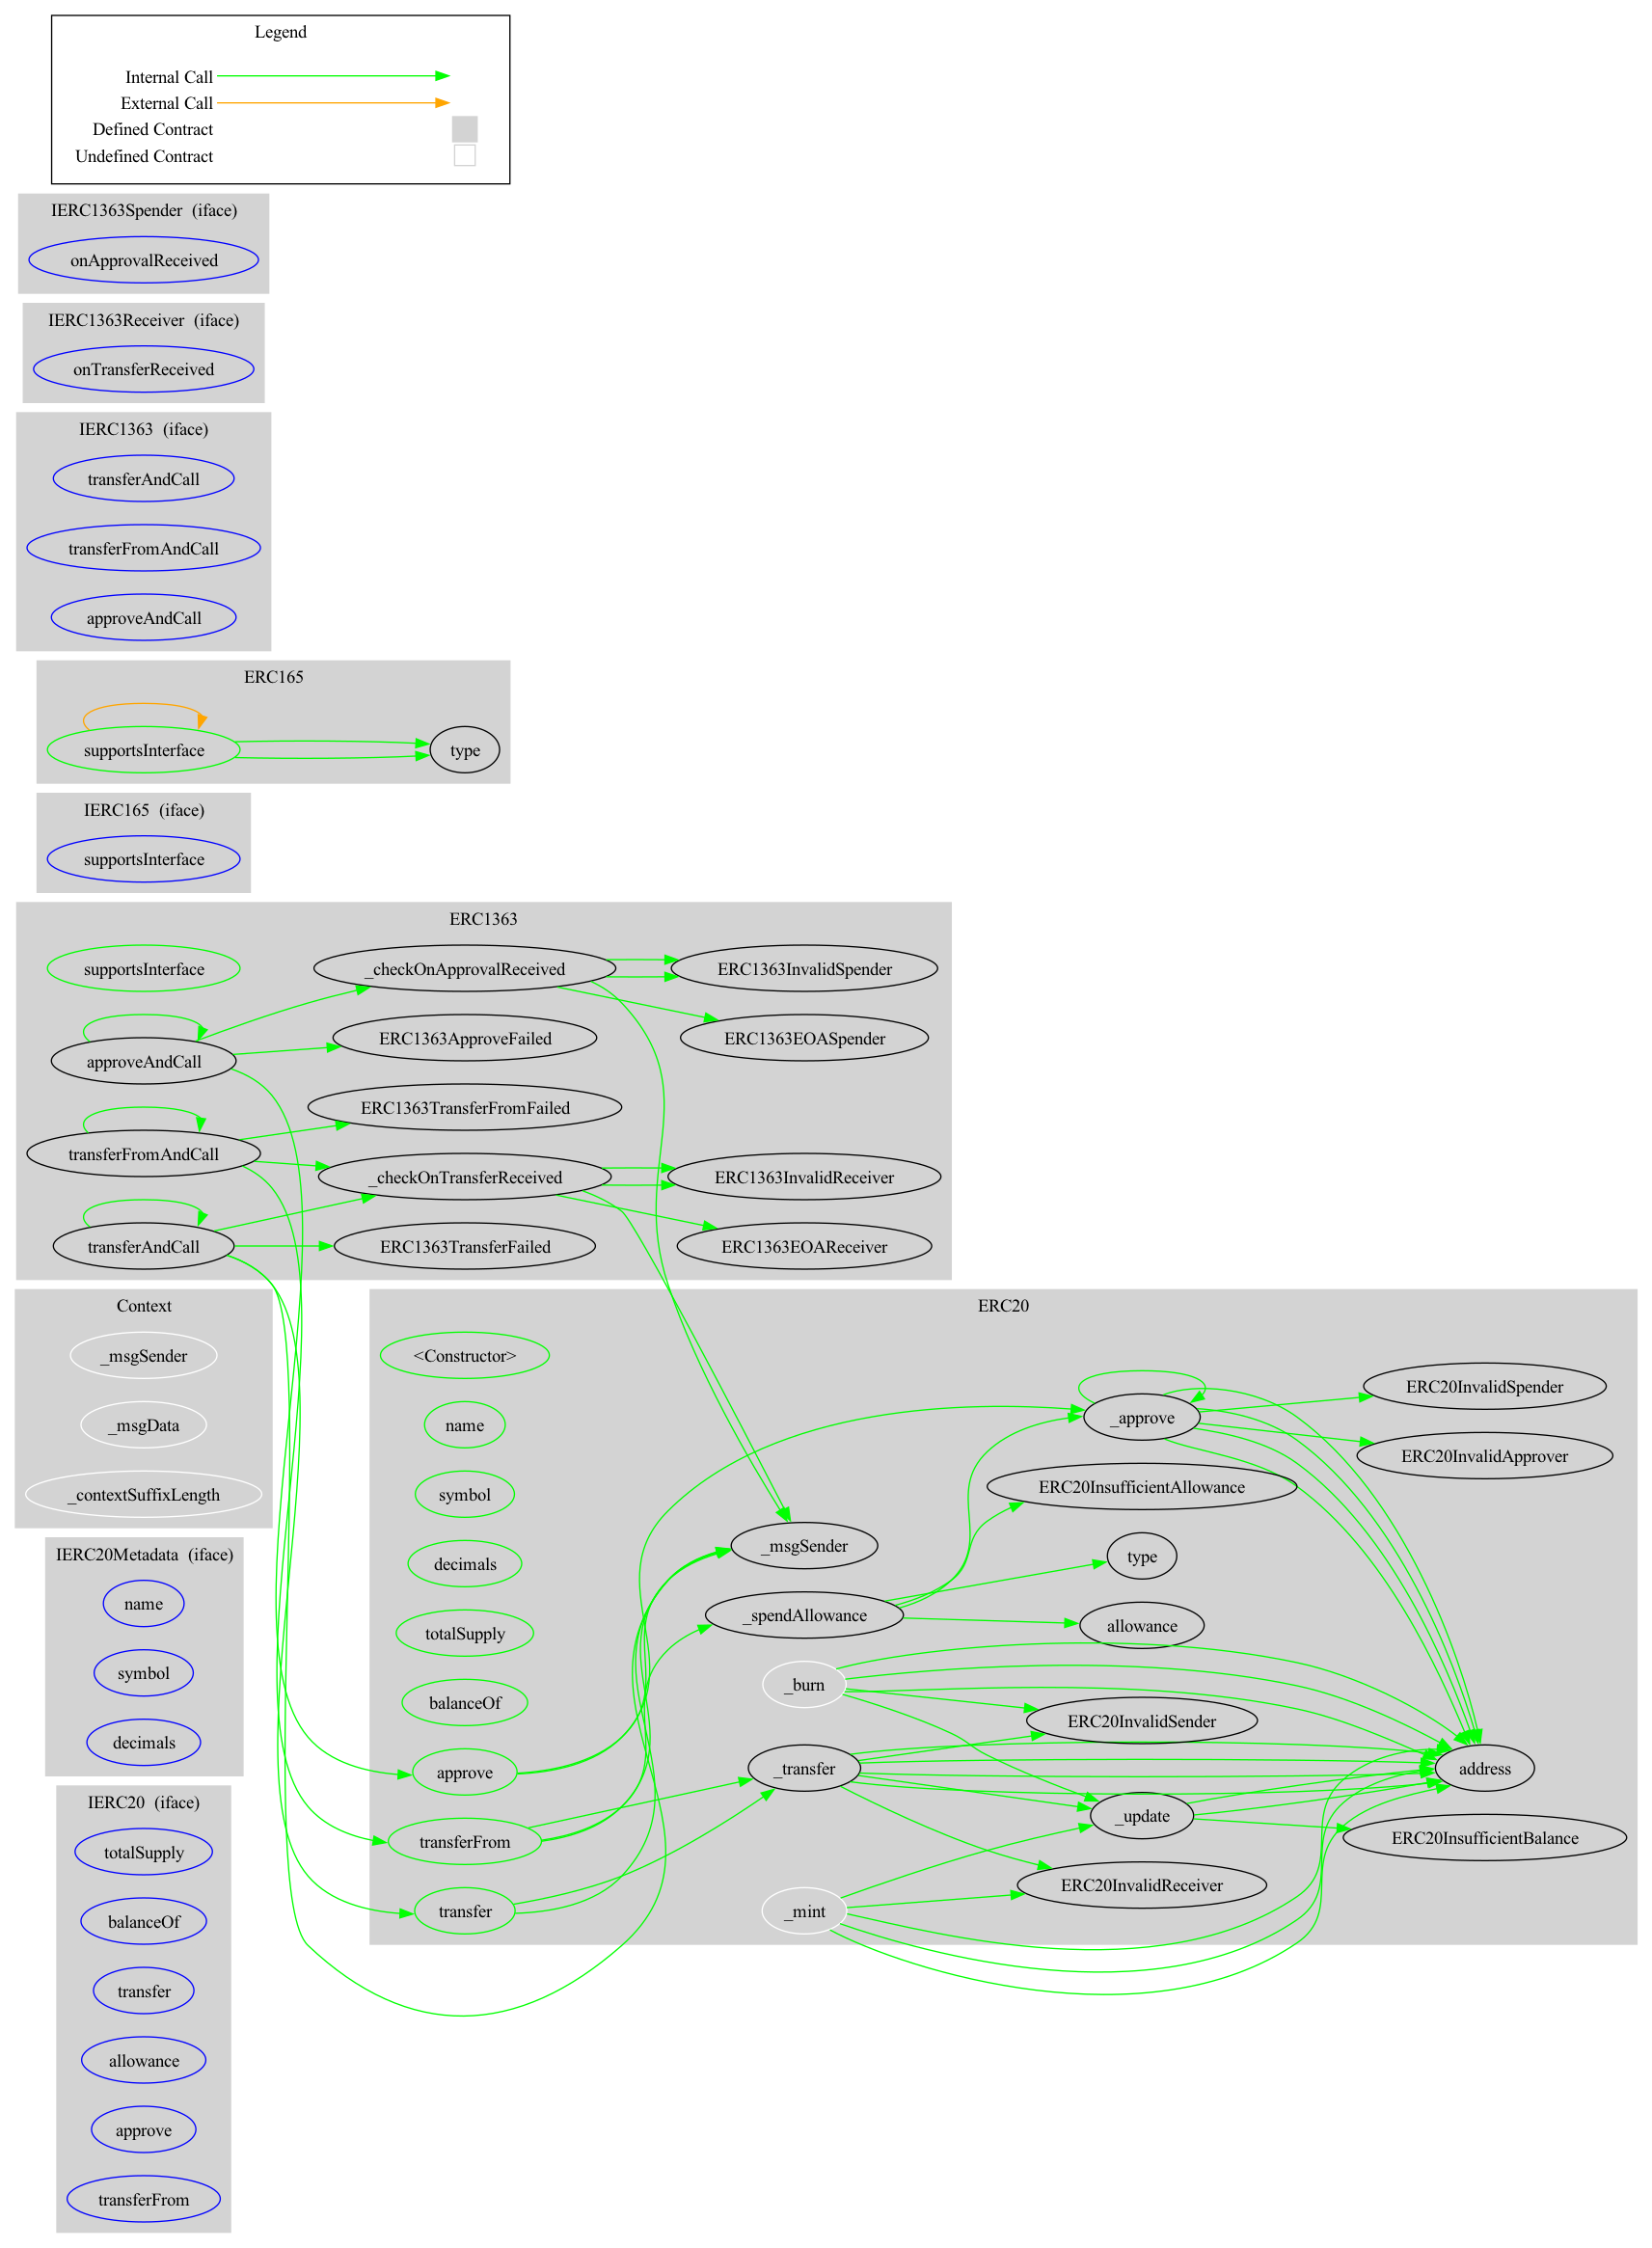 Legend
Internal Call
External Call
Defined Contract
Undefined Contract
IERC1363Spender (iface)
onApprovalReceived
IERC1363Receiver (iface)
onTransferReceived
IERC1363 (iface)
transferAndCall
transferFromAndCall
approveAndCall
ERC165
supportsInterface
type
IERC165 (iface)
supportsInterface
ERC1363
supportsInterface
_checkOnApprovalReceived
ERC1363InvalidSpender
approveAndCall
ERC1363ApproveFailed
ERC1363EOASpender
transferFromAndCall
ERC1363TransferFromFailed
_checkOnTransferReceived
ERC1363InvalidReceiver
transferAndCall
ERC1363TransferFailed
ERC1363EOAReceiver
Context
_msgSender
_msgData
_contextSuffixLength
ERC20
<Constructor>
name
symbol
decimals
totalSupply
balanceOf
approve
transferFrom
transfer
_msgSender
_spendAllowance
_burn
_transfer
_mint
_approve
ERC20InsufficientAllowance
type
allowance
ERC20InvalidSender
_update
ERC20InvalidReceiver
ERC20InvalidSpender
ERC20InvalidApprover
address
ERC20InsufficientBalance
IERC20Metadata (iface)
name
symbol
decimals
IERC20 (iface)
totalSupply
balanceOf
transfer
allowance
approve
transferFrom